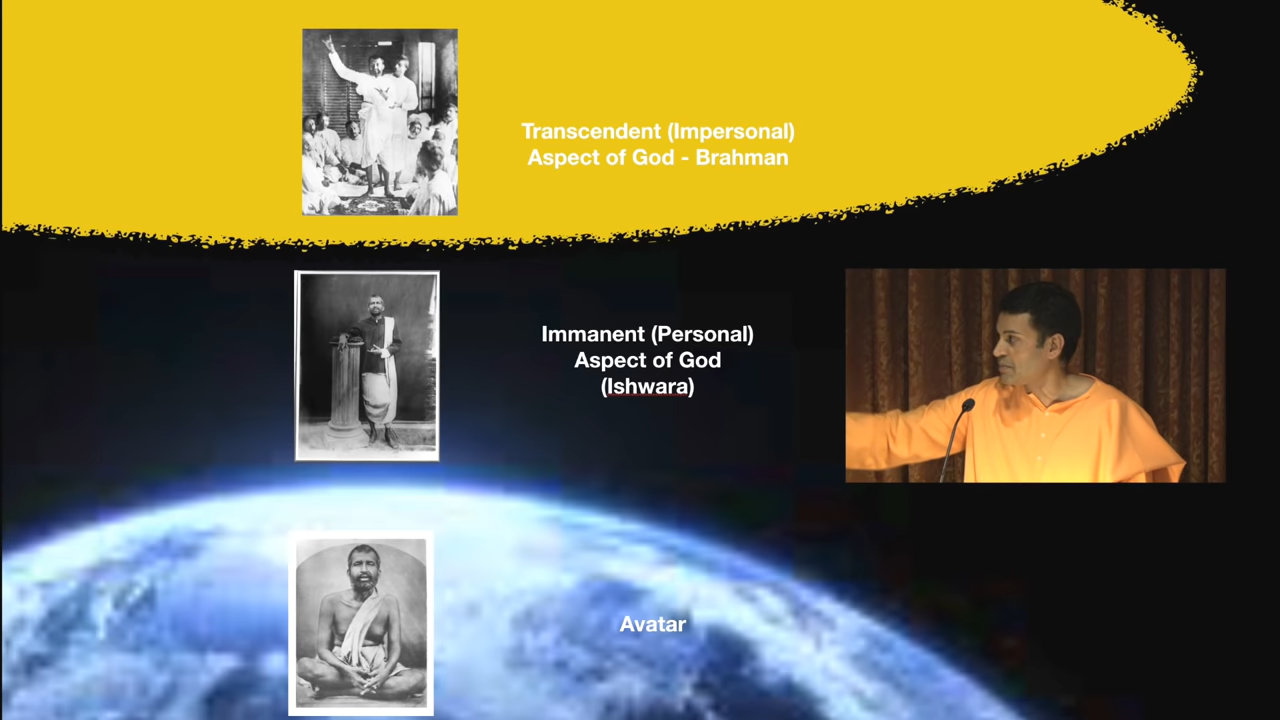 Transcendent (Impersonal)
Aspect of God - Brahman
Immanent (Personal)
Aspect of God
(Ishwara)
Avatar